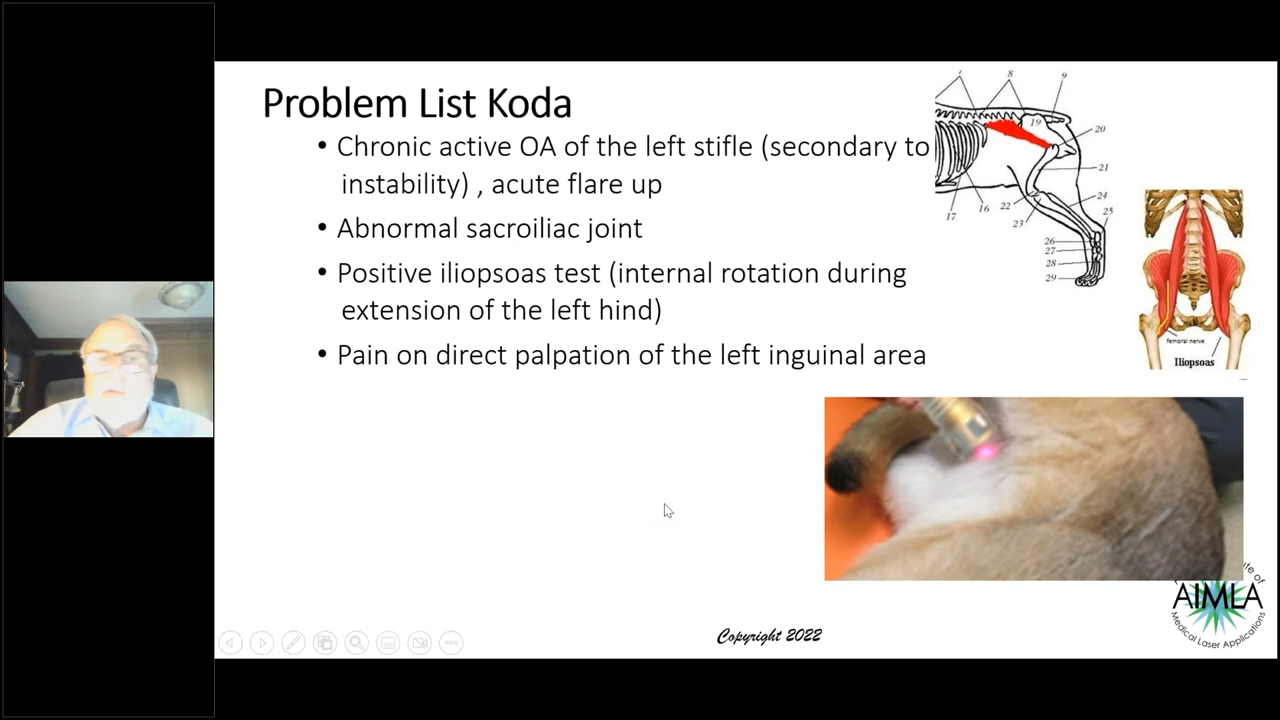 Problem List Koda
• Chronic active OA of the left stifle (secondary to
instability) , acute flare up
• Abnormal sacroiliac joint
• Positive iliopsoas test (internal rotation during
extension of the left hind)
• Pain on direct palpation of the left inguinal area
8
9
19
20
21
22
23
24
25
16
17
26
27
28
29
femoral nerve
Iliopsoas
Copyright 2022
AIMLA
Medical Laser Applications